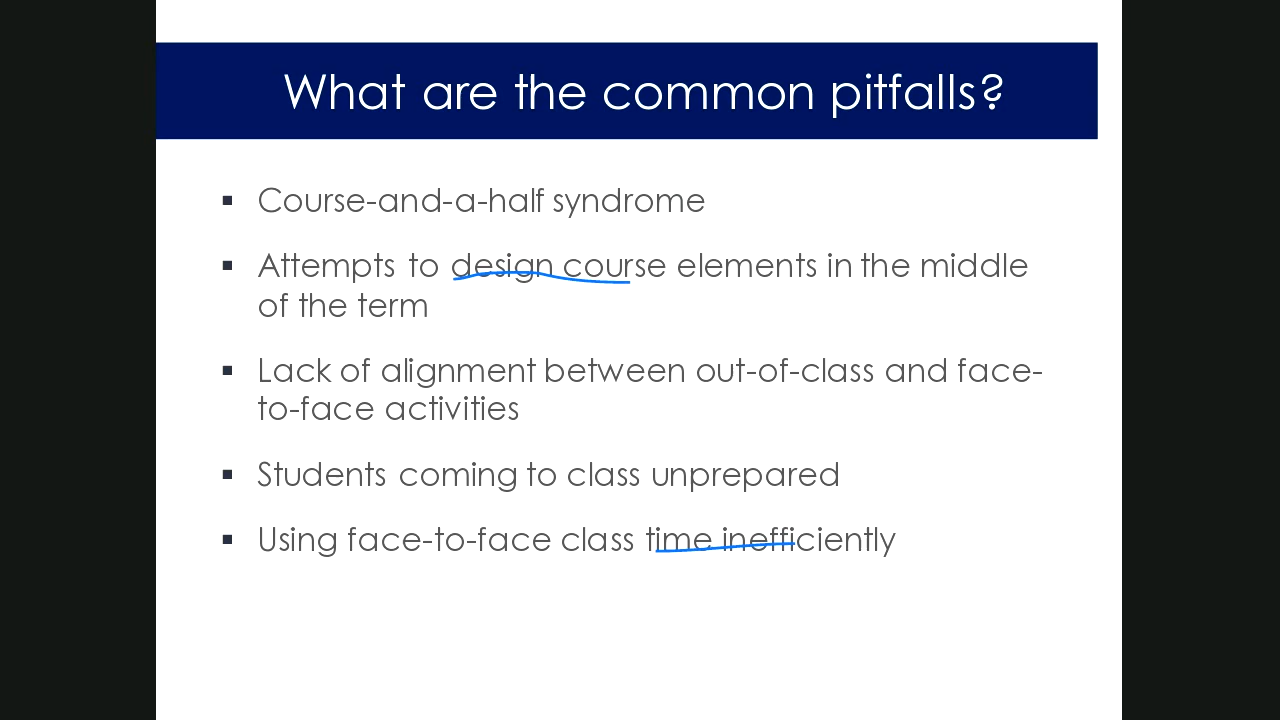 What are the common pitfalls?
▪ Course-and-a-half syndrome
▪ Attempts to design course elements in the middle
of the term
▪ Lack of alignment between out-of-class and face-
to-face activities
▪ Students coming to class unprepared
▪ Using face-to-face class time inefficiently